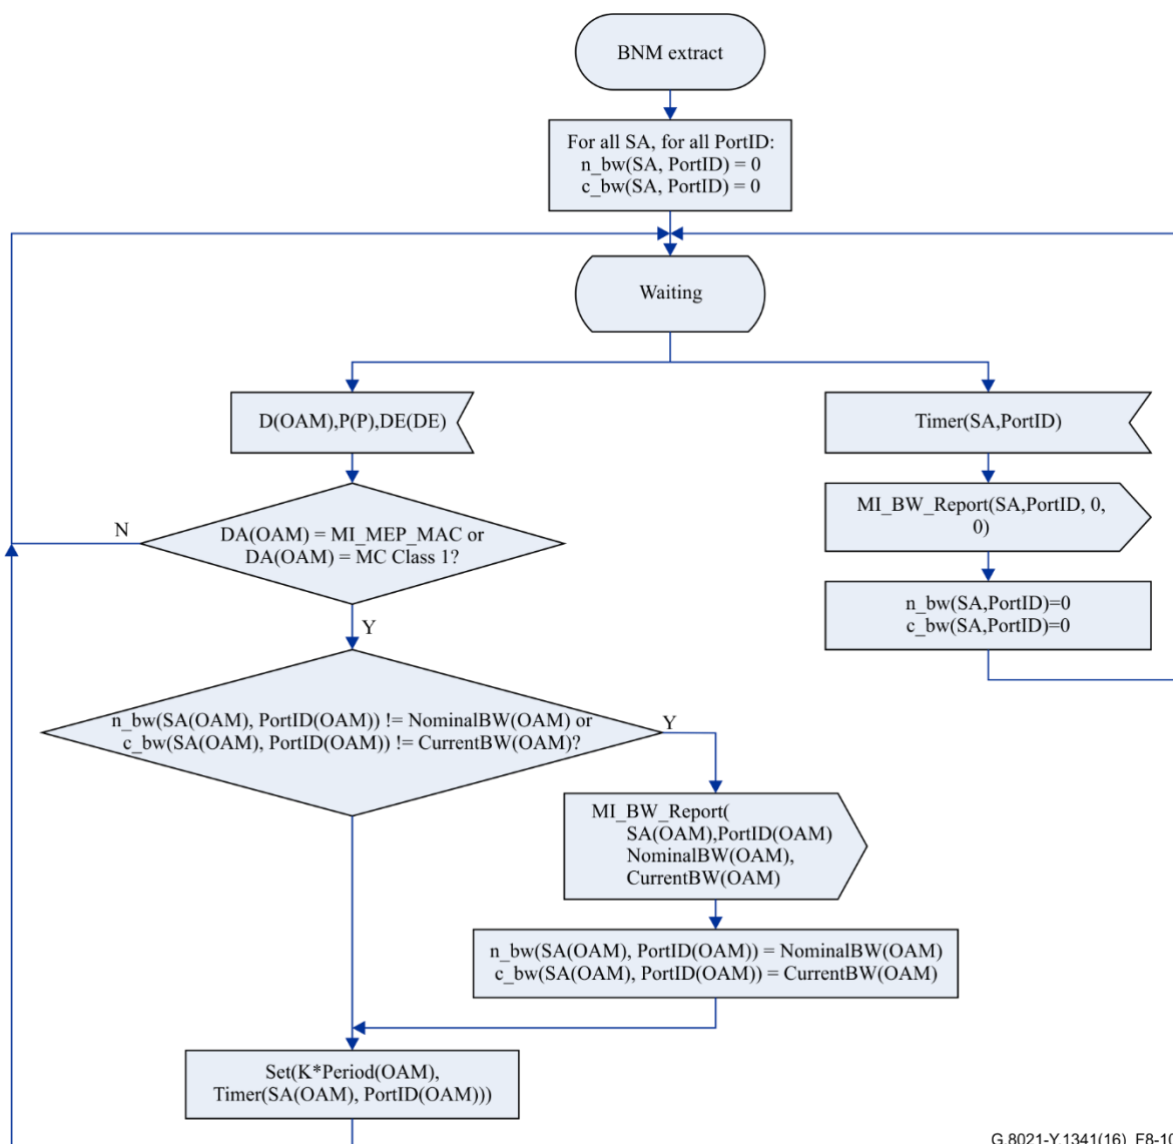 BNM extract
For all SA, for all PortID:
n_bw(SA, PortID) = 0
c_bw(SA, PortID) = 0
Waiting
D(OAM),P(P),DE(DE)
Timer(SA,PortID)
MI_BW_Report(SA,PortID, 0,
0)
N
DA(OAM) = MI_MEP_MAC or
DA(OAM) = MC Class 1?
n_bw(SA,PortID)=0
c_bw(SA,PortID)=0
Y
n_bw(SA(OAM), PortID(OAM)) != NominalBW(OAM) or
c_bw(SA(OAM), PortID(OAM)) != CurrentBW(OAM)?
Y
MI_BW_Report(
SA(OAM),PortID(OAM)
NominalBW(OAM),
CurrentBW(OAM)
n_bw(SA(OAM), PortID(OAM)) = NominalBW(OAM)
c_bw(SA(OAM), PortID(OAM)) = CurrentBW(OAM)
Set(K*Period(OAM),
Timer(SA(OAM), PortID(OAM)))